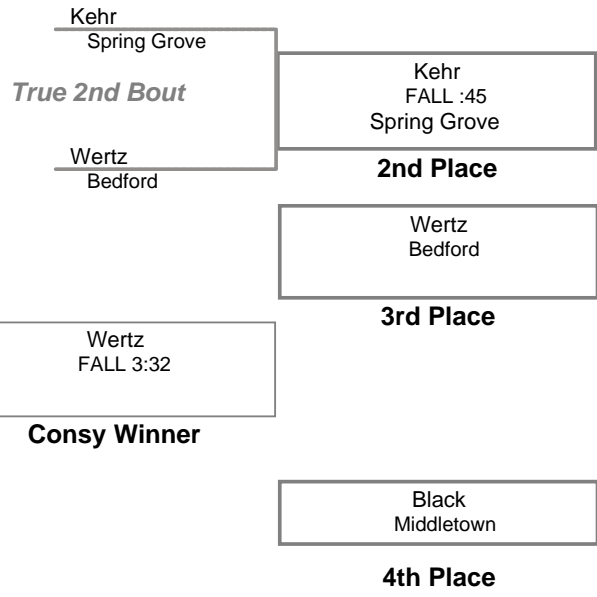 Kehr
Spring Grove
True 2nd Bout
Wertz
Bedford
Kehr
FALL :45
Spring Grove
2nd Place
Wertz
Bedford
3rd Place
Wertz
FALL 3:32
Consy Winner
Black
Middletown
4th Place